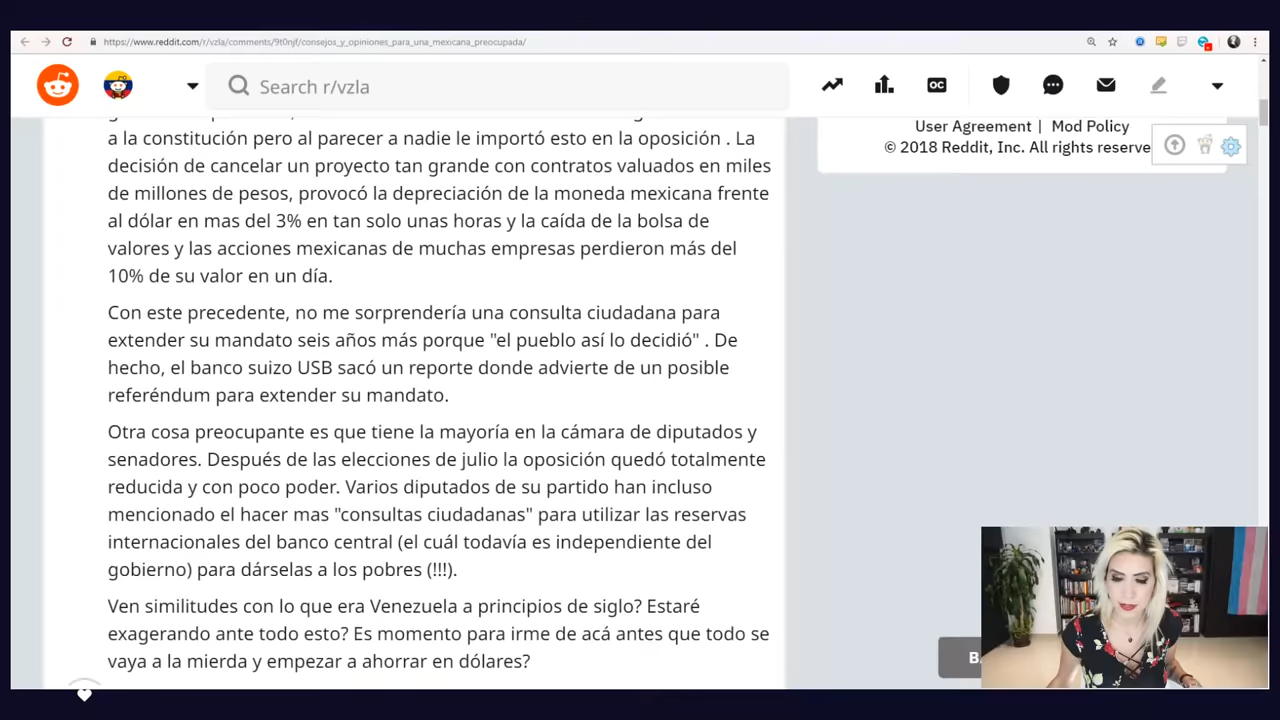 https://www.reddit.com/r/vzla/comments/9t0njf/consejos_y_opiniones_para_una_mexicana_preocupada/
Search r/vzla
OC
a la constitución pero al parecer a nadie le importó esto en la oposición . La
decisión de cancelar un proyecto tan grande con contratos valuados en miles
de millones de pesos, provocó la depreciación de la moneda mexicana frente
al dólar en mas del 3% en tan solo unas horas y la caída de la bolsa de
valores y las acciones mexicanas de muchas empresas perdieron más del
10% de su valor en un día.
Con este precedente, no me sorprendería una consulta ciudadana para
extender su mandato seis años más porque "el pueblo así lo decidió" . De
hecho, el banco suizo USB sacó un reporte donde advierte de un posible
referéndum para extender su mandato.
Otra cosa preocupante es que tiene la mayoría en la cámara de diputados y
senadores. Después de las elecciones de julio la oposición quedó totalmente
reducida y con poco poder. Varios diputados de su partido han incluso
mencionado el hacer mas "consultas ciudadanas" para utilizar las reservas
internacionales del banco central (el cuál todavía es independiente del
gobierno) para dárselas a los pobres (!!!).
Ven similitudes con lo que era Venezuela a principios de siglo? Estaré
exagerando ante todo esto? Es momento para irme de acá antes que todo se
vaya a la mierda y empezar a ahorrar en dólares?
User Agreement | Mod Policy
© 2018 Reddit, Inc. All rights reserve